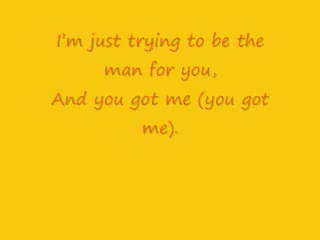 I'm just trying to be the
man for you,
And you got me (you got
me).